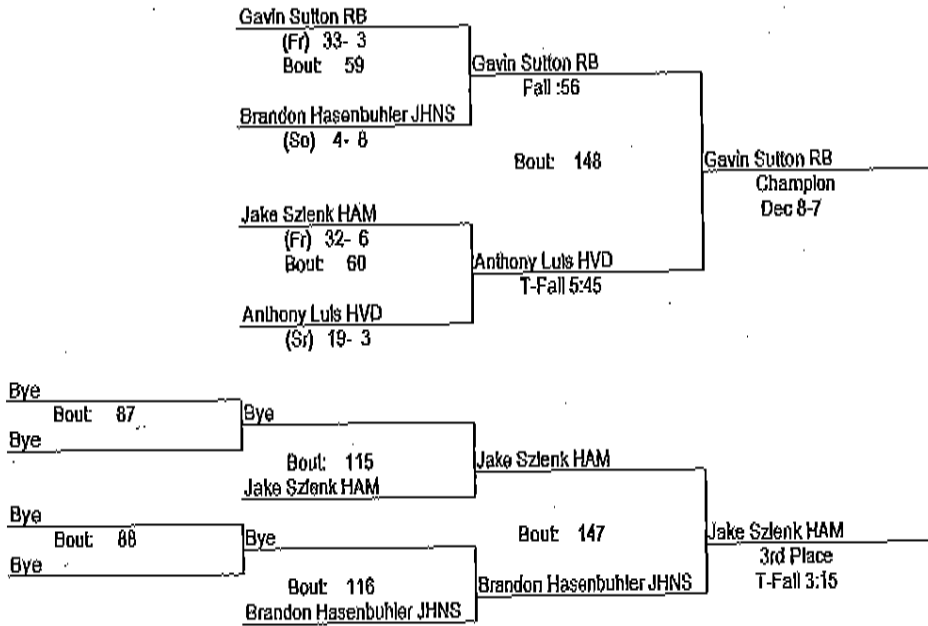 Gavin Sutton RB
(Fr) 33- 3
Bout: 59
Gavin Sutton RB
Fall :56
Brandon Hasenbuhler JHNS
(So) 4- 8
Bout: 148
Gavin Sutton RB
Champion
Dec 8-7
Jake Szlenk HAM
(Fr) 32- 6
Bout: 60
Anthony Luis HVD
T-Fall 5:45
Anthony Luis HVD
(Sr) 19- 3
Bye
Bout: 87
Bye
Bye
Bout: 115
Jake Szlenk HAM
Jake Szlenk HAM
Bye
Bout: 88
Bye
Bye
Bout: 147
Jake Szlenk HAM
3rd Place
T-Fall 3:15
Bout: 116
Brandon Hasenbuhler JHNS
Brandon Hasenbuhler JHNS